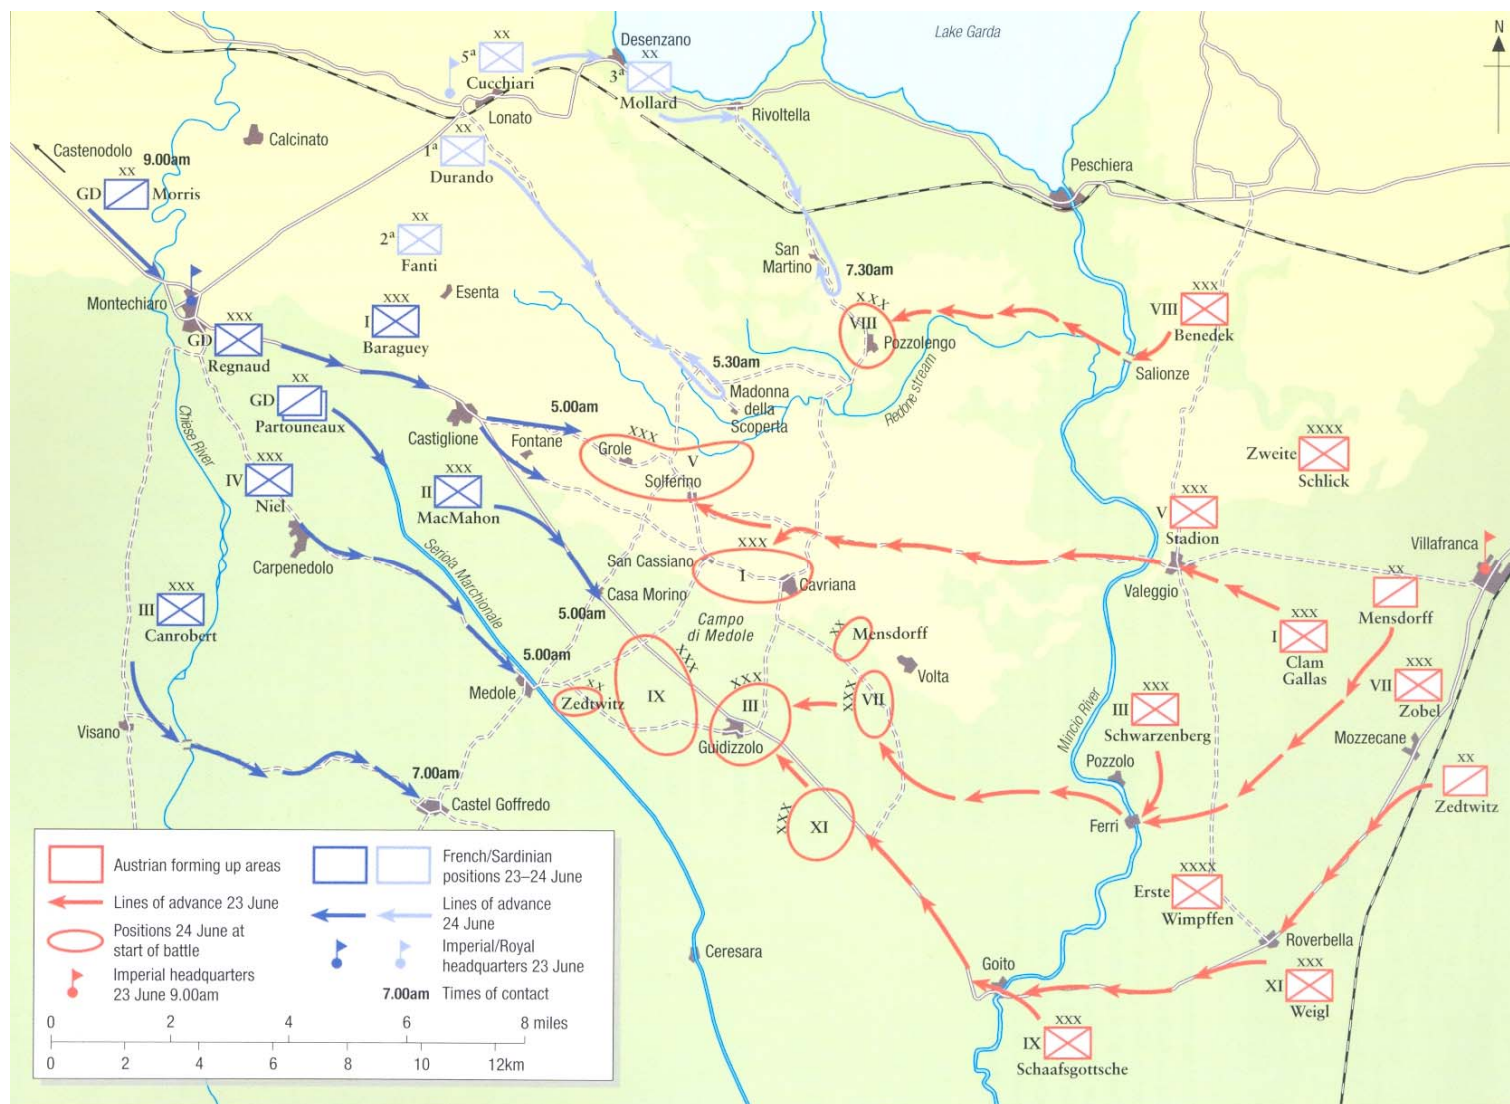 Lake Garda
N
XX
5ª
Cucchiari
Desenzano
XX
3ª
Mollard
Lonato
Rivoltella
Calcinato
Castenodolo
9.00am
XX
GD
Morris
XX
1ª
Durando
Peschiera
XX
2ª
Fanti
San
Martino
7.30am
Esenta
Montechiaro
XXX
GD
Regnaud
XXX
I
Baraguey
XXX
VIII
Pozzolengo
XXX
VIII
Benedek
Salionze
Redone stream
5.30am
Madonna
della
Scoperta
XX
GD
Partouneaux
Chiese River
Castiglione
5.00am
Fontane
XXX
Grole
V
Solferino
XXXX
Zweite
Schlick
XXX
IV
Niel
XXX
II
MacMahon
XXX
V
Stadion
Carpenedolo
Sericla Marchionale
San Cassiano
XXX
I
Cavriana
Valeggio
Villafranca
XX
Mensdorff
XXX
III
Canrobert
Casa Morino
5.00am
Campo
di Medole
XX
Mensdorff
Volta
XXX
I
Clam
Gallas
5.00am
Medole
XX
Zedtwitz
XXX
IX
XXX
III
Guidizzolo
XXX
VII
XXX
VII
Zobel
Mincio River
XXX
III
Schwarzenberg
Visano
Mozzecane
Pozzolo
XX
Zedtwitz
7.00am
Castel Goffredo
XXX
XI
Ferri
XXXX
Erste
Wimpffen
Roverbella
Ceresara
Goito
XXX
XI
Weigl
XXX
IX
Schaafsgottsche
Austrian forming up areas
Lines of advance 23 June
Positions 24 June at
start of battle
Imperial headquarters
23 June 9.00am
French/Sardinian
positions 23–24 June
Lines of advance
24 June
Imperial/Royal
headquarters 23 June
7.00am Times of contact
0 2 4 6 8 miles
0 2 4 6 8 10 12km